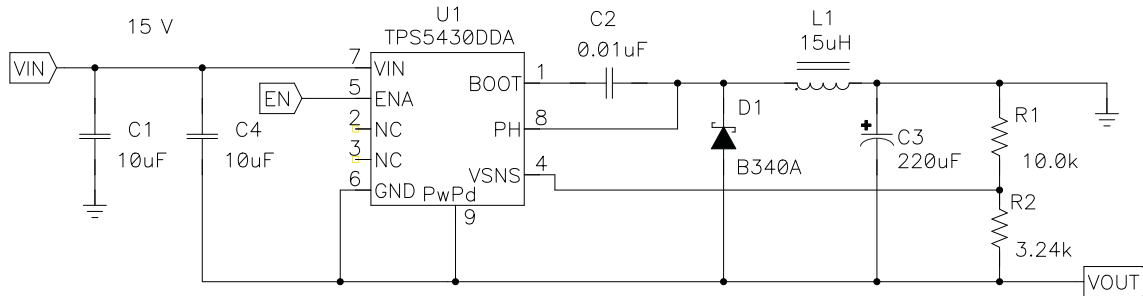 15 V
U1
TPS5430DDA
C2
0.01uF
L1
15uH
VIN
7
VIN
BOOT
1
EN
5
ENA
2
NC
PH
8
3
NC
VSNS
4
6
GND
PwPd
9
C1
10uF
C4
10uF
D1
B340A
C3
220uF
R1
10.0k
R2
3.24k
VOUT